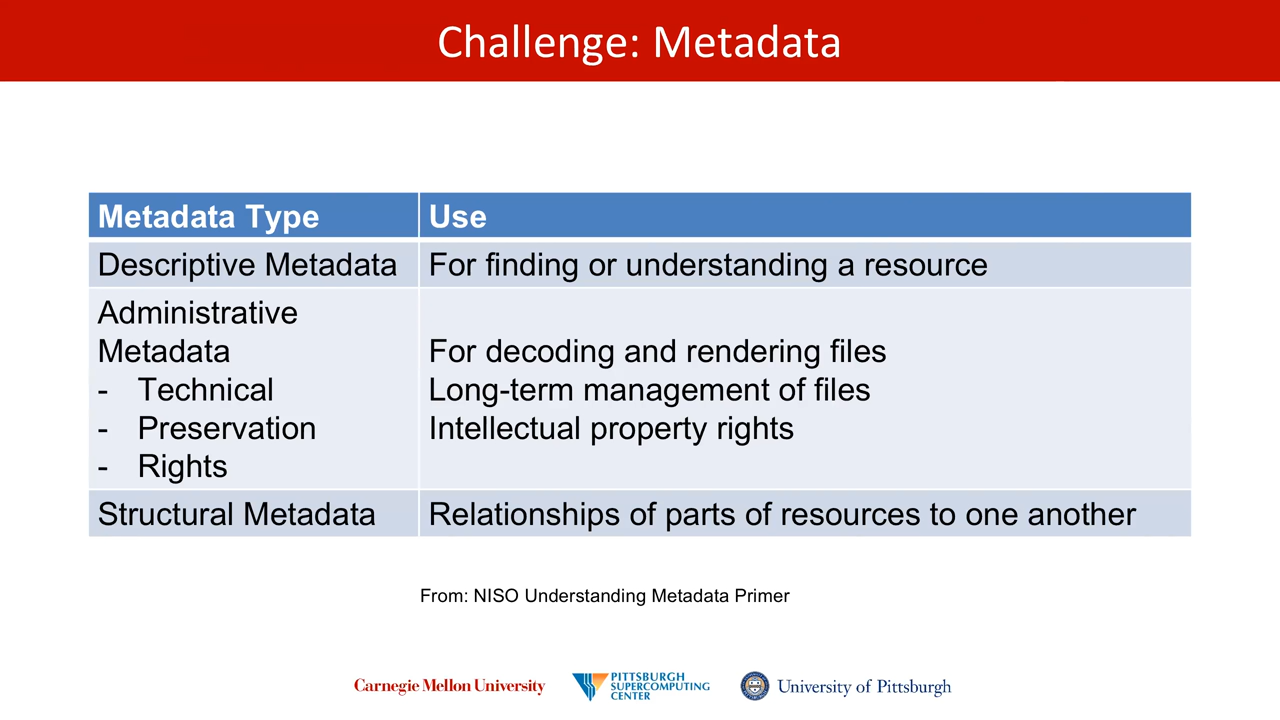 Challenge: Metadata
Metadata Type
Use
Descriptive Metadata
For finding or understanding a resource
Administrative
Metadata
- Technical
- Preservation
- Rights
For decoding and rendering files
Long-term management of files
Intellectual property rights
Structural Metadata
Relationships of parts of resources to one another
From: NISO Understanding Metadata Primer
Carnegie Mellon University
PITTSBURGH
SUPERCOMPUTING
CENTER
University of Pittsburgh